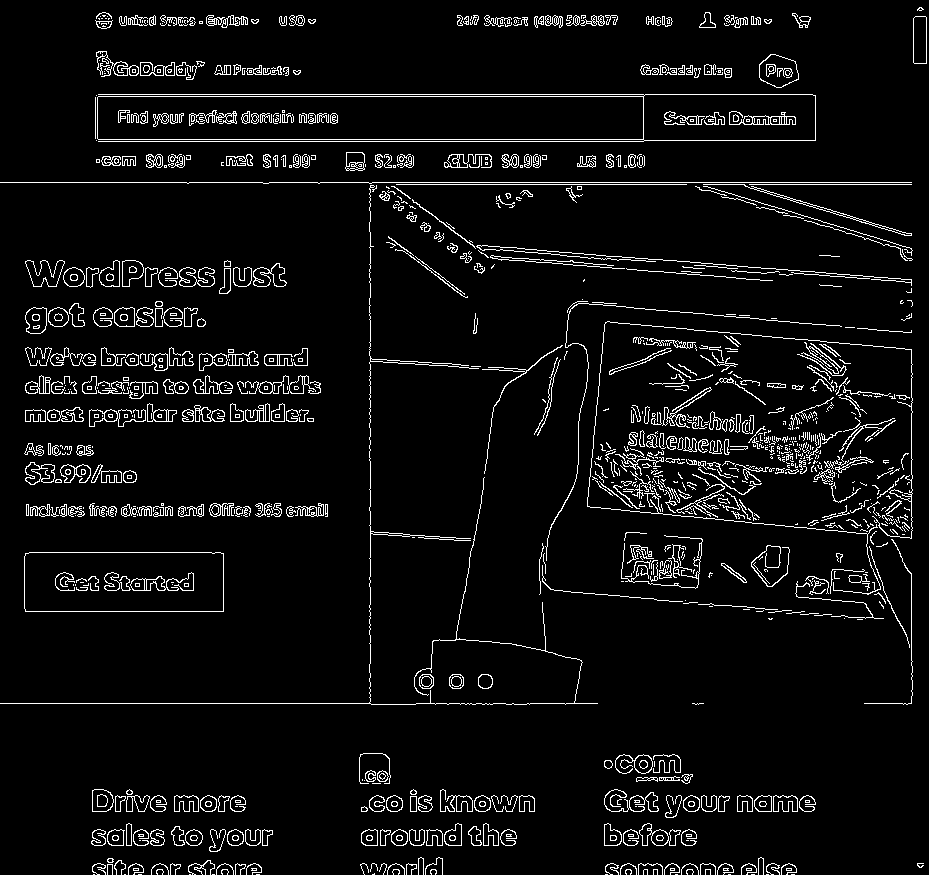 United States - English USD 24/7 Support (480) 505-8877 Help Sign In
GoDaddy™ All Products GoDaddy Blog Pro
Find your perfect domain name Search Domain
.com $0.99* .net $11.99* .co $2.99 .CLUB $0.99* .us $1.00
WordPress just
got easier.
We've brought point and
click design to the world's
most popular site builder.
As low as
$3.99/mo
Includes free domain and Office 365 email!
Get Started
Make a bold
statement
.co
.com
Drive more
sales to your
site or store
.co is known
around the
world
Get your name
before
someone else